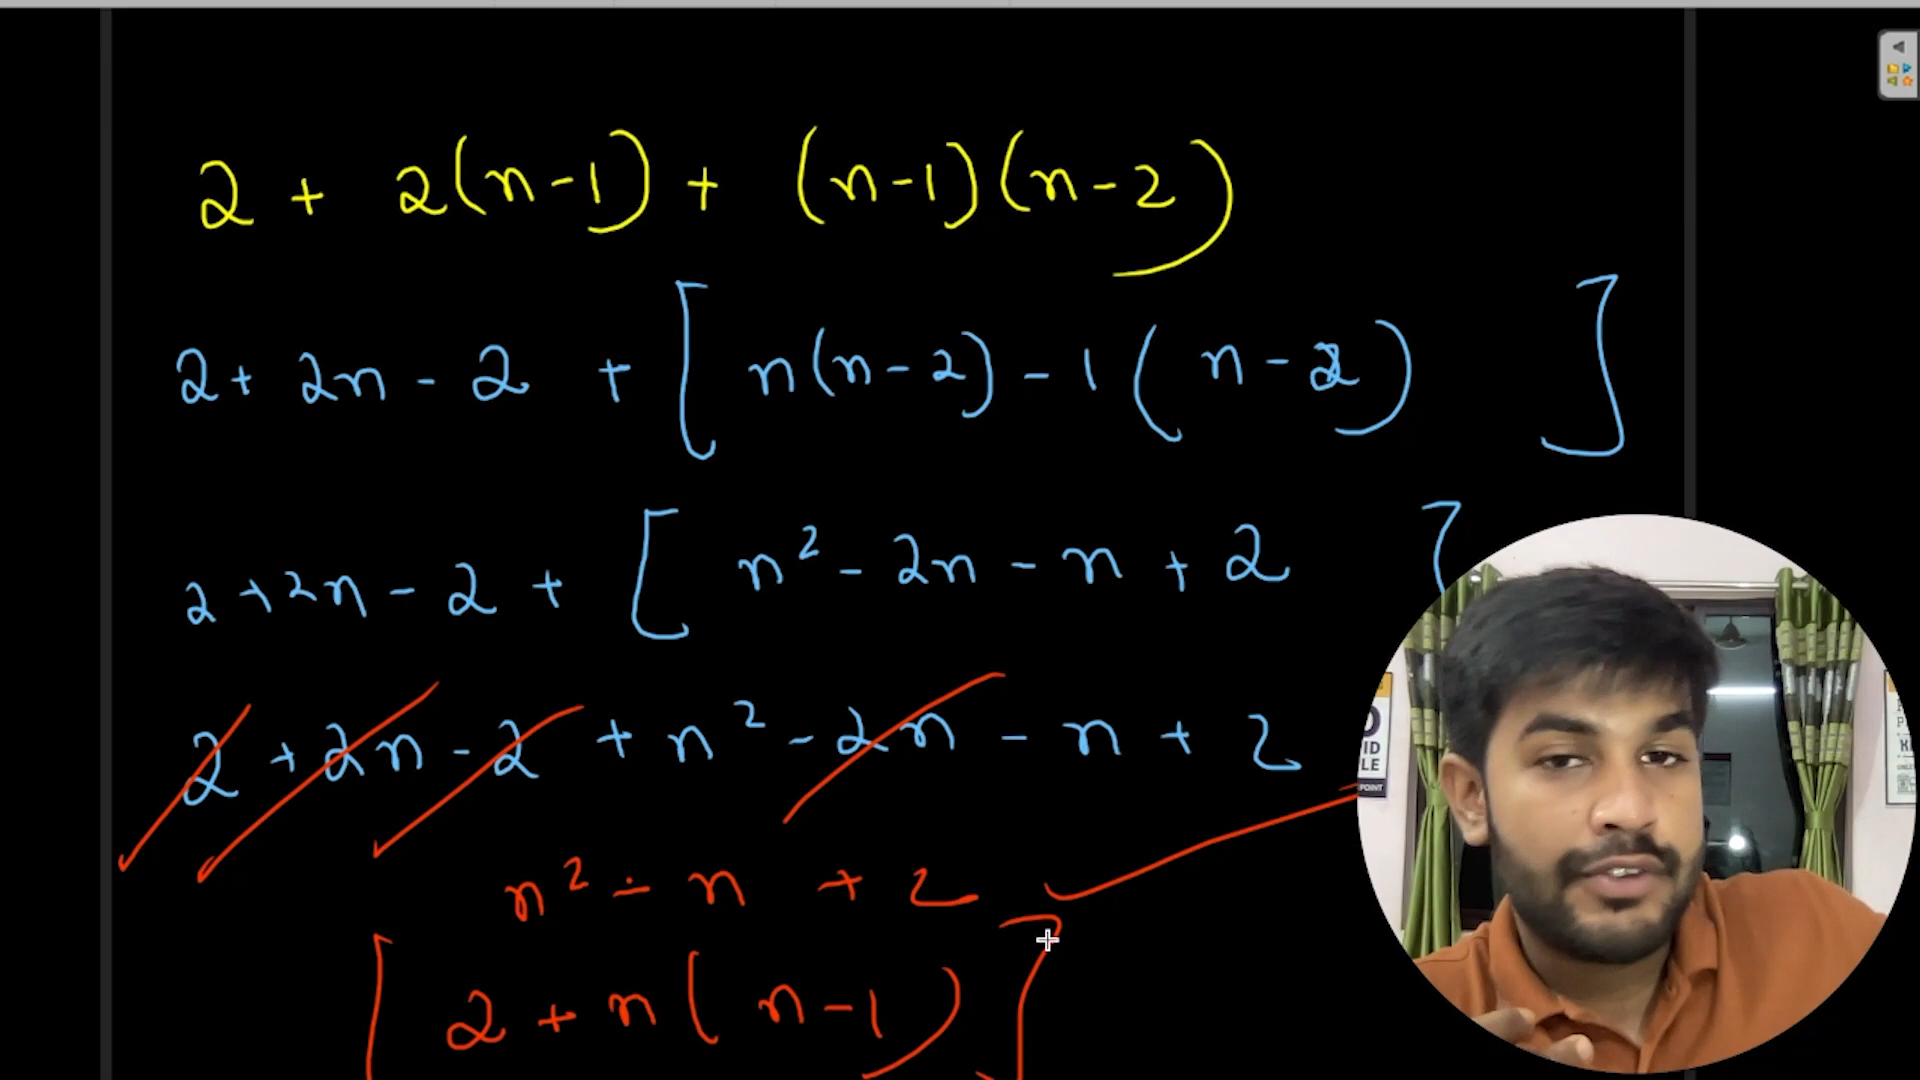 2 + 2(n-1) + (n-1)(n-2)
2 + 2n - 2 + [n(n-2) - 1(n-2)]
2 + 2n - 2 + [n² - 2n - n + 2]
2 + 2n - 2 + n² - 2n - n + 2
n² - n + 2
[2 + n(n-1)]